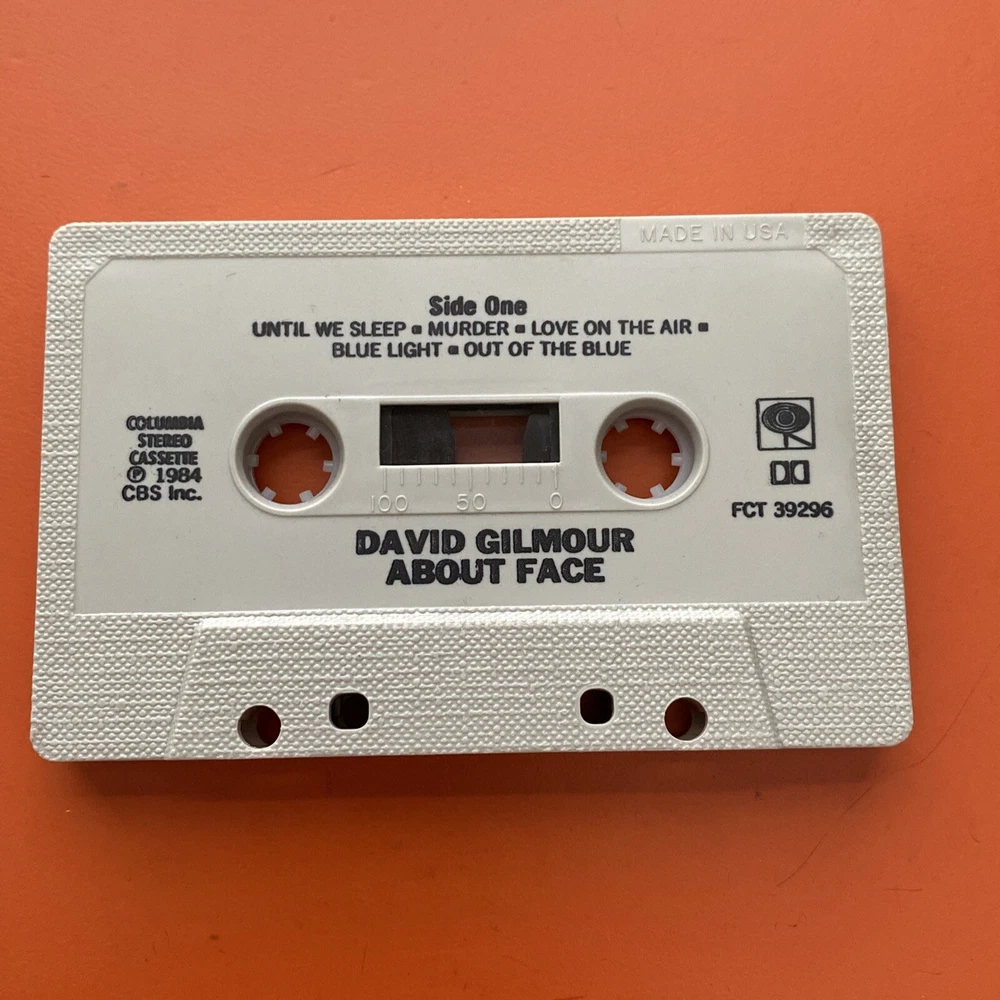 MADE IN USA
Side One
UNTIL WE SLEEP ▪ MURDER ▪ LOVE ON THE AIR ▪
BLUE LIGHT ▪ OUT OF THE BLUE
COLUMBIA
STEREO
CASSETTE
℗ 1984
CBS Inc.
100 50 0
FCT 39296
DAVID GILMOUR
ABOUT FACE